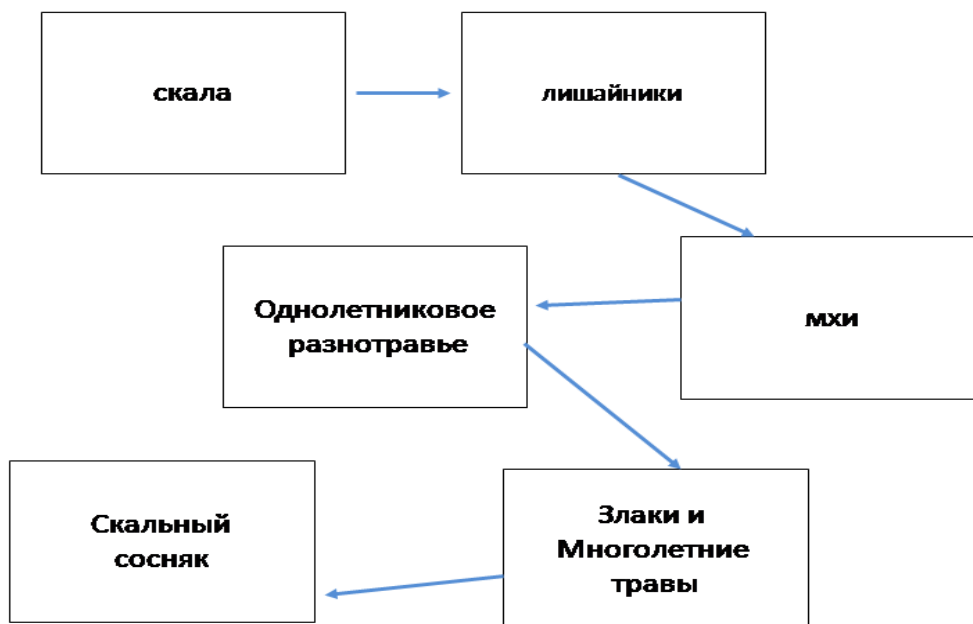 скала
лишайники
мхи
Однолетниковое
разнотравье
Злаки и
Многолетние
травы
Скальный
сосняк